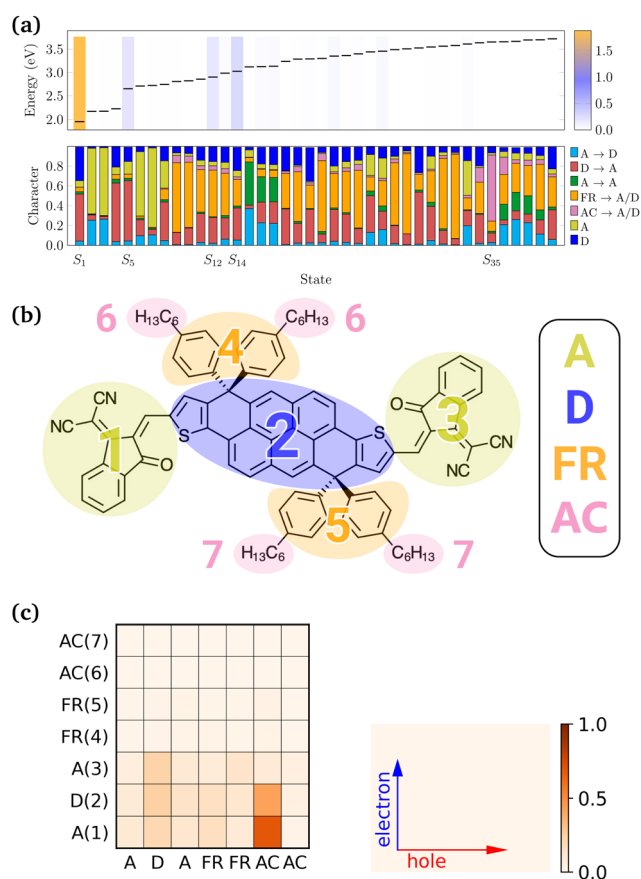 (a)
Energy (eV)
3.5
3.0
2.0
1.5
1.0
0.5
0.0
Character
0.8
0.6
0.4
0.2
0.0
A → D
D → A
A → A
FR → A/D
AC → A/D
A
D
S1 S5 S12 S14 S35
State
(b)
6 H13C6 C6H13 6
4
NC CN
1
O
S
2
S
O
3
CN
NC
5
7 H13C6 C6H13 7
A
D
FR
AC
(c)
AC(7)
AC(6)
FR(5)
FR(4)
A(3)
D(2)
A(1)
A D A FR FR AC AC
electron
hole
1.0
0.5
0.0